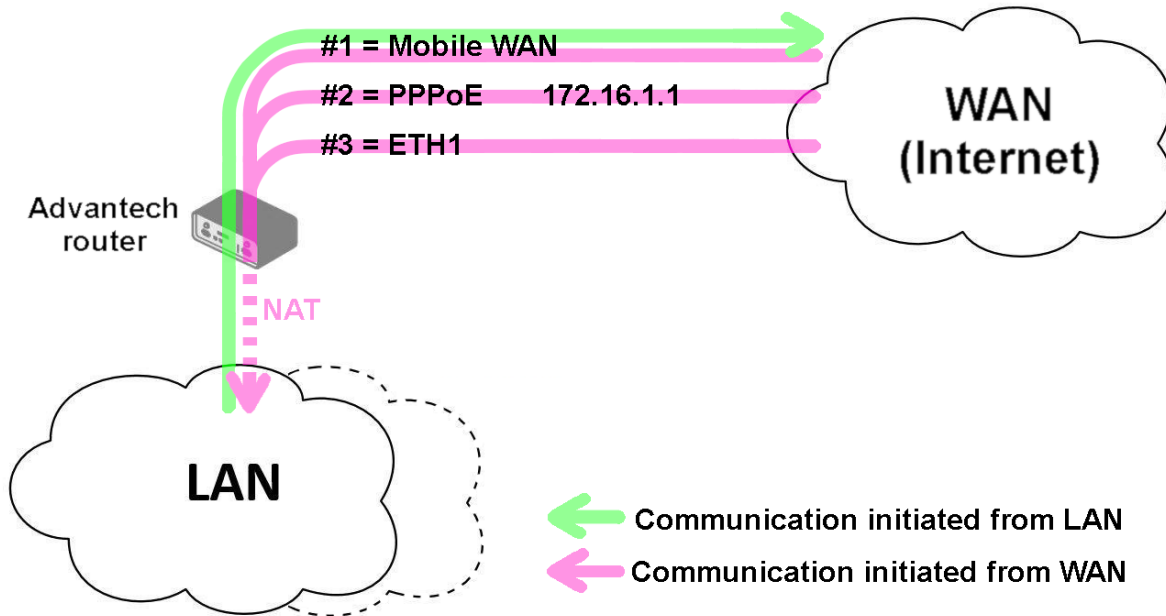 #1 = Mobile WAN
#2 = PPPoE 172.16.1.1
#3 = ETH1
WAN
(Internet)
Advantech
router
NAT
LAN
Communication initiated from LAN
Communication initiated from WAN